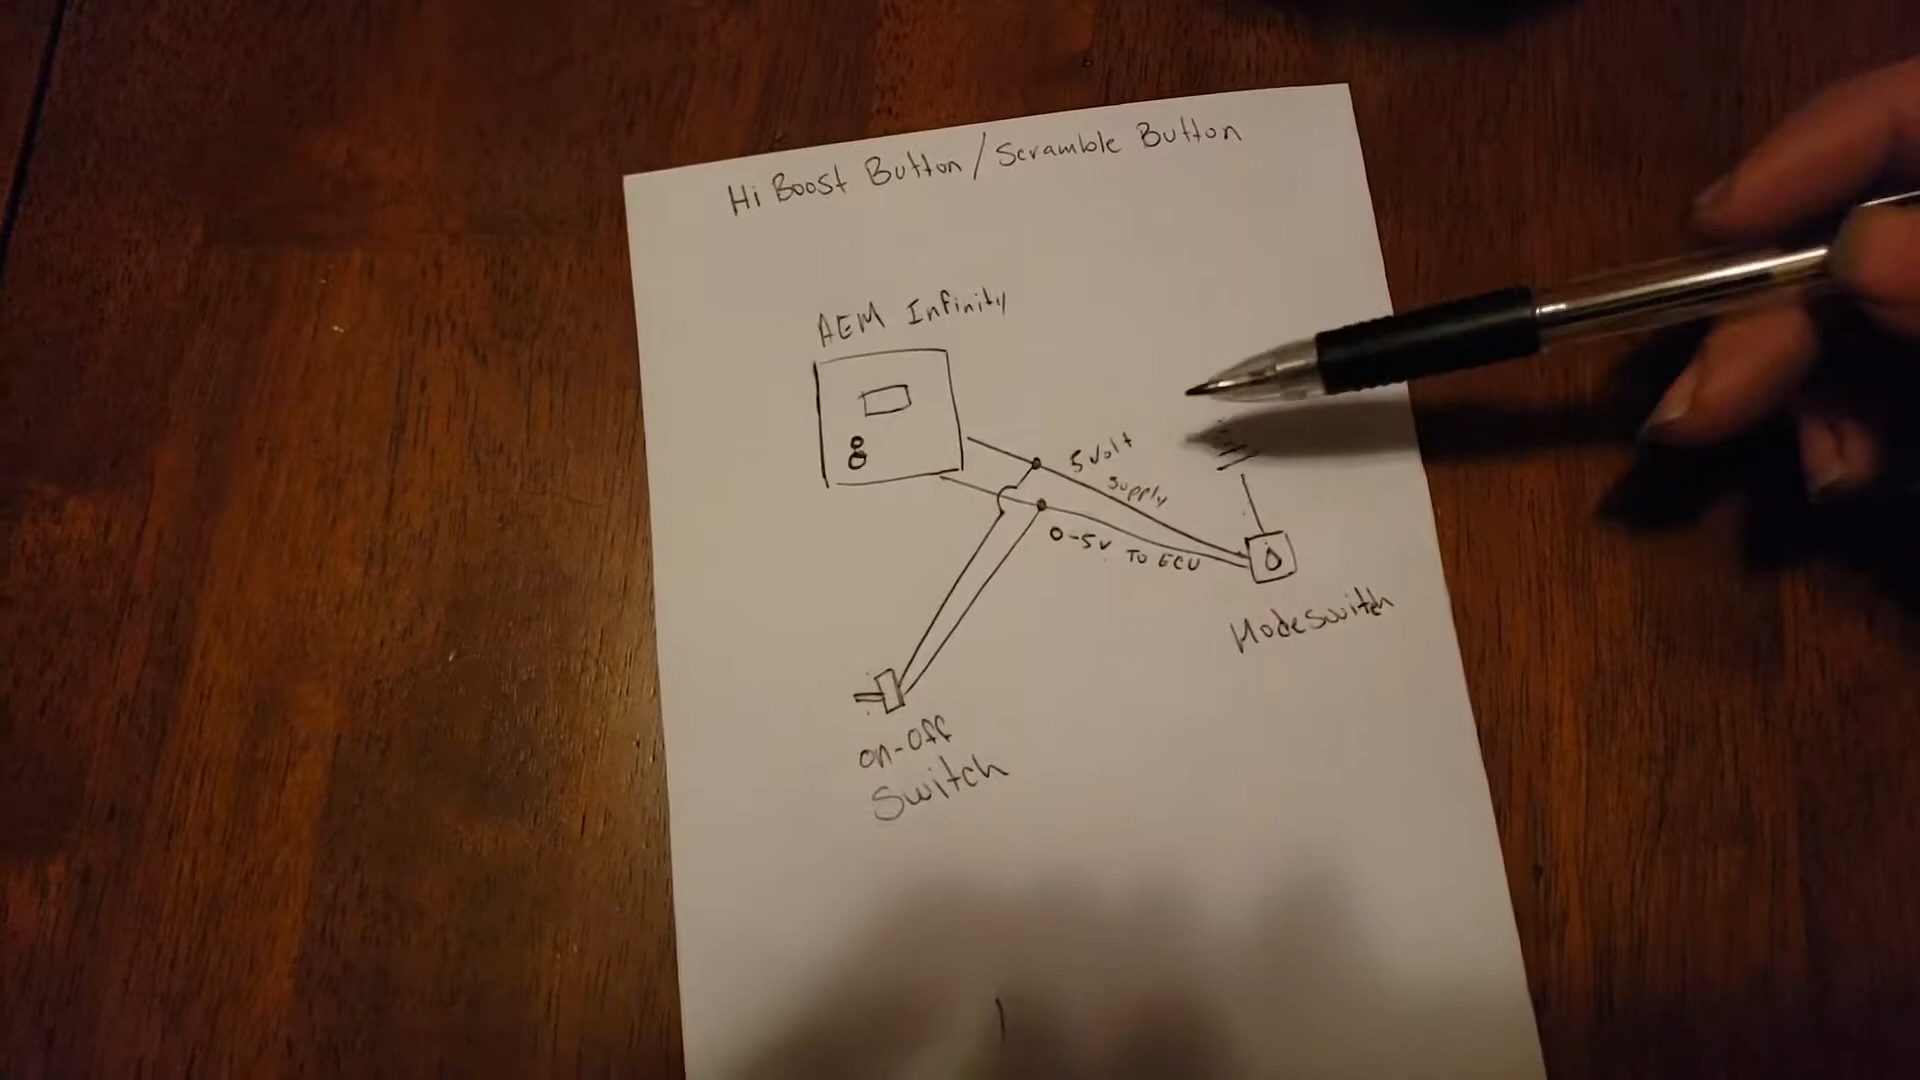 Hi Boost Button / Scramble Button
AEM Infinity
5 volt
supply
0-5v TO ECU
Modeswitch
on-off
Switch